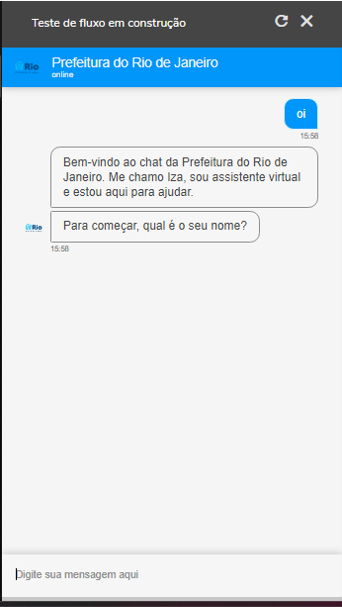 Teste de fluxo em construção
Prefeitura do Rio de Janeiro
online
oi
15:58
Bem-vindo ao chat da Prefeitura do Rio de
Janeiro. Me chamo Iza, sou assistente virtual
e estou aqui para ajudar.
Rio
Para começar, qual é o seu nome?
15:58
Digite sua mensagem aqui